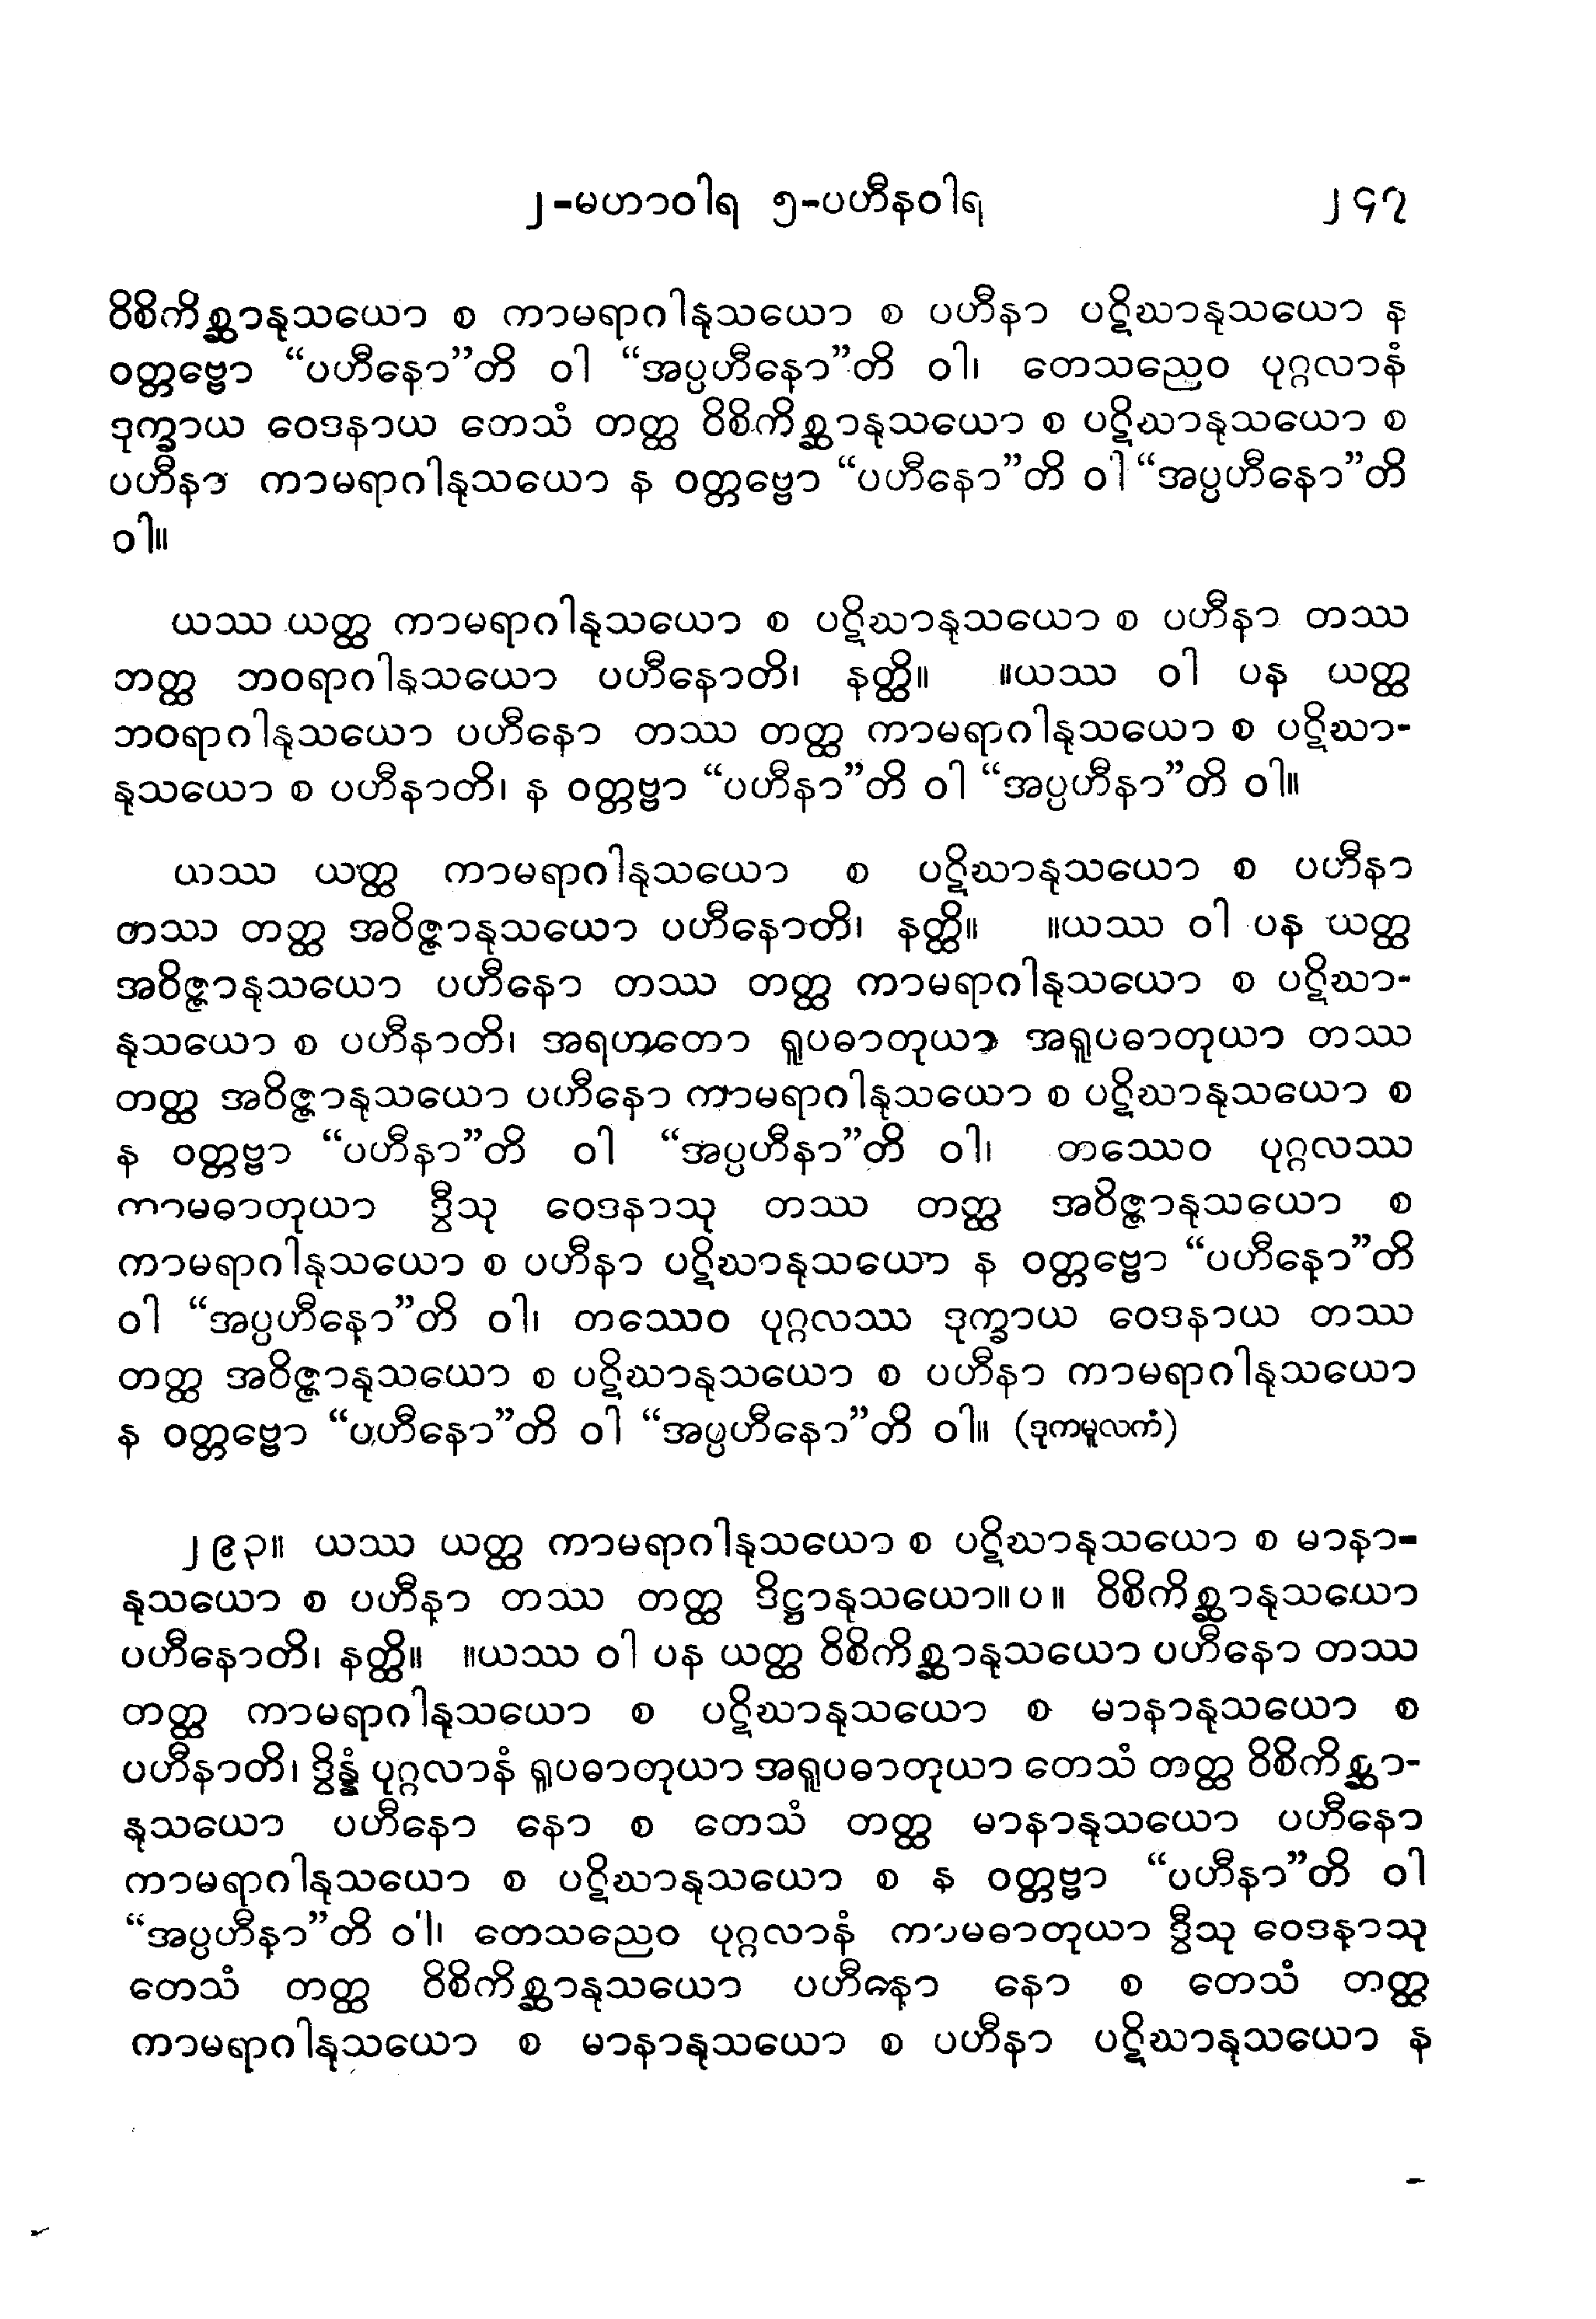 ၂-မဟာဝါရ ၅-ပဟီနဝါရ ၂၄၇
ဝိစိကိစ္ဆာနုသယော စ ကာမရာဂါနုသယော စ ပဟီနာ ပဋိဃာနုသယော န
ဝတ္တဗ္ဗော “ပဟီနော”တိ ဝါ “အပ္ပဟီနော”တိ ဝါ၊ တေသညေဝ ပုဂ္ဂလာနံ
ဒုက္ခာယ ဝေဒနာယ တေသံ တတ္ထ ဝိစိကိစ္ဆာနုသယော စ ပဋိဃာနုသယော စ
ပဟီနာ ကာမရာဂါနုသယော န ဝတ္တဗ္ဗော “ပဟီနော”တိ ဝါ “အပ္ပဟီနော”တိ
ဝါ။
ယဿ ယတ္ထ ကာမရာဂါနုသယော စ ပဋိဃာနုသယော စ ပဟီနာ တဿ
ဘတ္ထ ဘဝရာဂါနုသယော ပဟီနောတိ၊ နတ္ထိ။ ။ယဿ ဝါ ပန ယတ္ထ
ဘဝရာဂါနုသယော ပဟီနော တဿ တတ္ထ ကာမရာဂါနုသယော စ ပဋိဃာ-
နုသယော စ ပဟီနာတိ၊ န ဝတ္တဗ္ဗာ “ပဟီနာ”တိ ဝါ “အပ္ပဟီနာ”တိ ဝါ။
ယဿ ယတ္ထ ကာမရာဂါနုသယော စ ပဋိဃာနုသယော စ ပဟီနာ
တဿ တတ္ထ အဝိဇ္ဇာနုသယော ပဟီနောတိ၊ နတ္ထိ။ ။ယဿ ဝါ ပန ယတ္ထ
အဝိဇ္ဇာနုသယော ပဟီနော တဿ တတ္ထ ကာမရာဂါနုသယော စ ပဋိဃာ-
နုသယော စ ပဟီနာတိ၊ အရဟတော ရူပဓာတုယာ အရူပဓာတုယာ တဿ
တတ္ထ အဝိဇ္ဇာနုသယော ပဟီနော ကာမရာဂါနုသယော စ ပဋိဃာနုသယော စ
န ဝတ္တဗ္ဗာ “ပဟီနာ”တိ ဝါ “အပ္ပဟီနာ”တိ ဝါ၊ တဿေဝ ပုဂ္ဂလဿ
ကာမဓာတုယာ ဒွီသု ဝေဒနာသု တဿ တတ္ထ အဝိဇ္ဇာနုသယော စ
ကာမရာဂါနုသယော စ ပဟီနာ ပဋိဃာနုသယော န ဝတ္တဗ္ဗော “ပဟီနော”တိ
ဝါ “အပ္ပဟီနော”တိ ဝါ၊ တဿေဝ ပုဂ္ဂလဿ ဒုက္ခာယ ဝေဒနာယ တဿ
တတ္ထ အဝိဇ္ဇာနုသယော စ ပဋိဃာနုသယော စ ပဟီနာ ကာမရာဂါနုသယော
န ဝတ္တဗ္ဗော “ပဟီနော”တိ ဝါ “အပ္ပဟီနော”တိ ဝါ။ (ဒုကမူလကံ)
၂၉၃။ ယဿ ယတ္ထ ကာမရာဂါနုသယော စ ပဋိဃာနုသယော စ မာနာ-
နုသယော စ ပဟီနာ တဿ တတ္ထ ဒိဋ္ဌာနုသယော။ပ။ ဝိစိကိစ္ဆာနုသယော
ပဟီနောတိ၊ နတ္ထိ။ ။ယဿ ဝါ ပန ယတ္ထ ဝိစိကိစ္ဆာနုသယော ပဟီနော တဿ
တတ္ထ ကာမရာဂါနုသယော စ ပဋိဃာနုသယော စ မာနာနုသယော စ
ပဟီနာတိ၊ ဒွိန္နံ ပုဂ္ဂလာနံ ရူပဓာတုယာ အရူပဓာတုယာ တေသံ တတ္ထ ဝိစိကိစ္ဆာ-
နုသယော ပဟီနော နော စ တေသံ တတ္ထ မာနာနုသယော ပဟီနော
ကာမရာဂါနုသယော စ ပဋိဃာနုသယော စ န ဝတ္တဗ္ဗာ “ပဟီနာ”တိ ဝါ
“အပ္ပဟီနာ”တိ ဝါ၊ တေသညေဝ ပုဂ္ဂလာနံ ကာမဓာတုယာ ဒွီသု ဝေဒနာသု
တေသံ တတ္ထ ဝိစိကိစ္ဆာနုသယော ပဟီနော နော စ တေသံ တတ္ထ
ကာမရာဂါနုသယော စ မာနာနုသယော စ ပဟီနာ ပဋိဃာနုသယော န